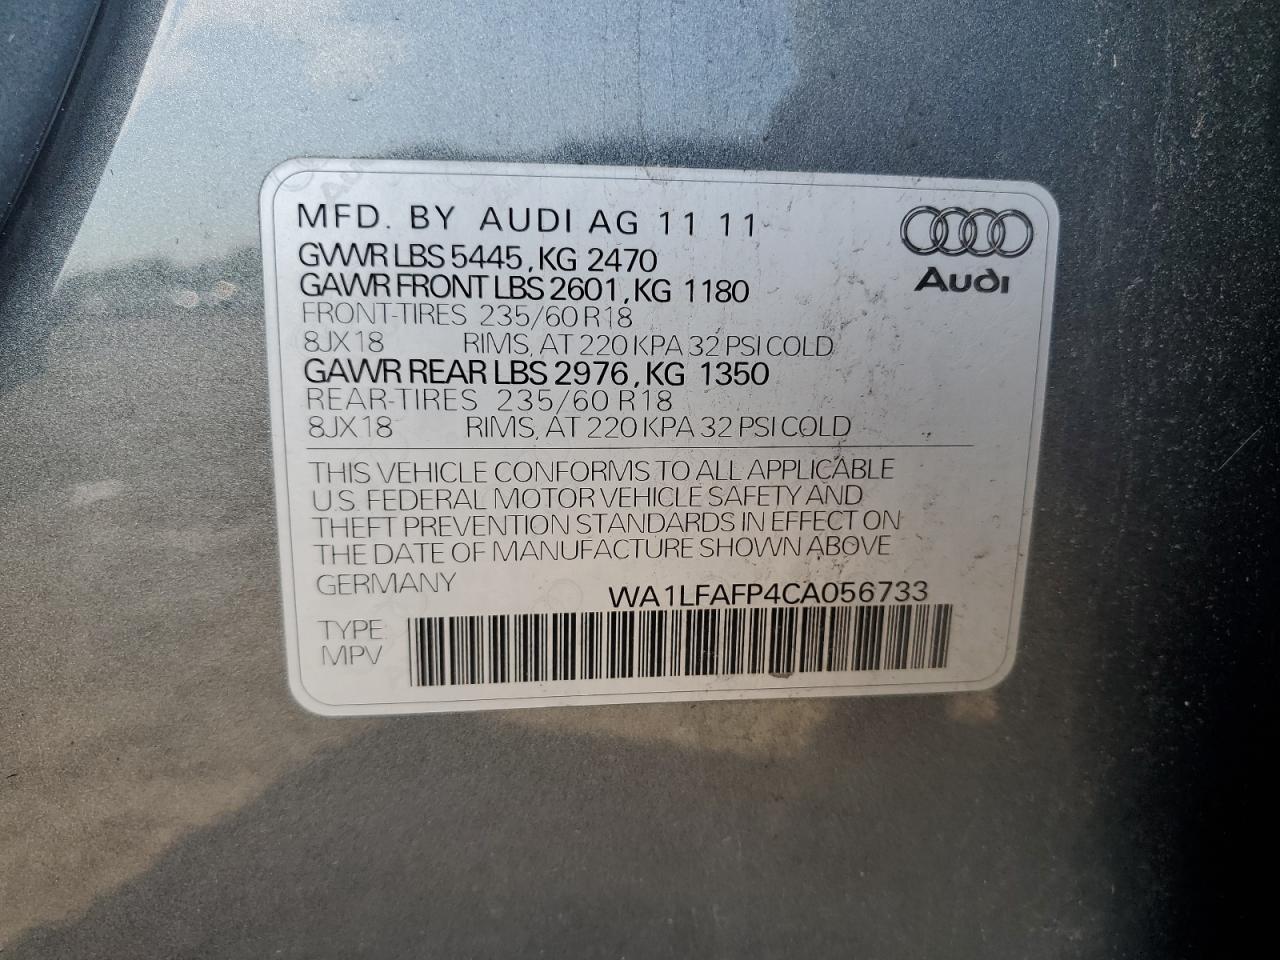 MFD. BY AUDI AG 11 11
Audi
GVWR LBS 5445, KG 2470
GAWR FRONT LBS 2601, KG 1180
FRONT-TIRES 235/60 R18
8JX18 RIMS, AT 220 KPA 32 PSI COLD
GAWR REAR LBS 2976, KG 1350
REAR-TIRES 235/60 R18
8JX18 RIMS, AT 220 KPA 32 PSI COLD
THIS VEHICLE CONFORMS TO ALL APPLICABLE
U.S. FEDERAL MOTOR VEHICLE SAFETY AND
THEFT PREVENTION STANDARDS IN EFFECT ON
THE DATE OF MANUFACTURE SHOWN ABOVE
GERMANY WA1LFAFP4CA056733
TYPE
MPV